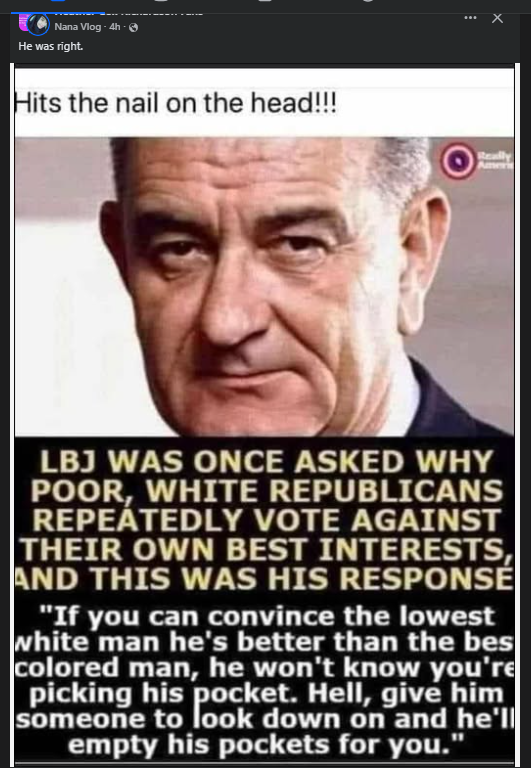 Nana Vlog · 4h ·
He was right.
Hits the nail on the head!!!
Really
Americ
LBJ WAS ONCE ASKED WHY
POOR, WHITE REPUBLICANS
REPEATEDLY VOTE AGAINST
THEIR OWN BEST INTERESTS,
AND THIS WAS HIS RESPONSE
"If you can convince the lowest
white man he's better than the bes
colored man, he won't know you're
picking his pocket. Hell, give him
someone to look down on and he'll
empty his pockets for you."